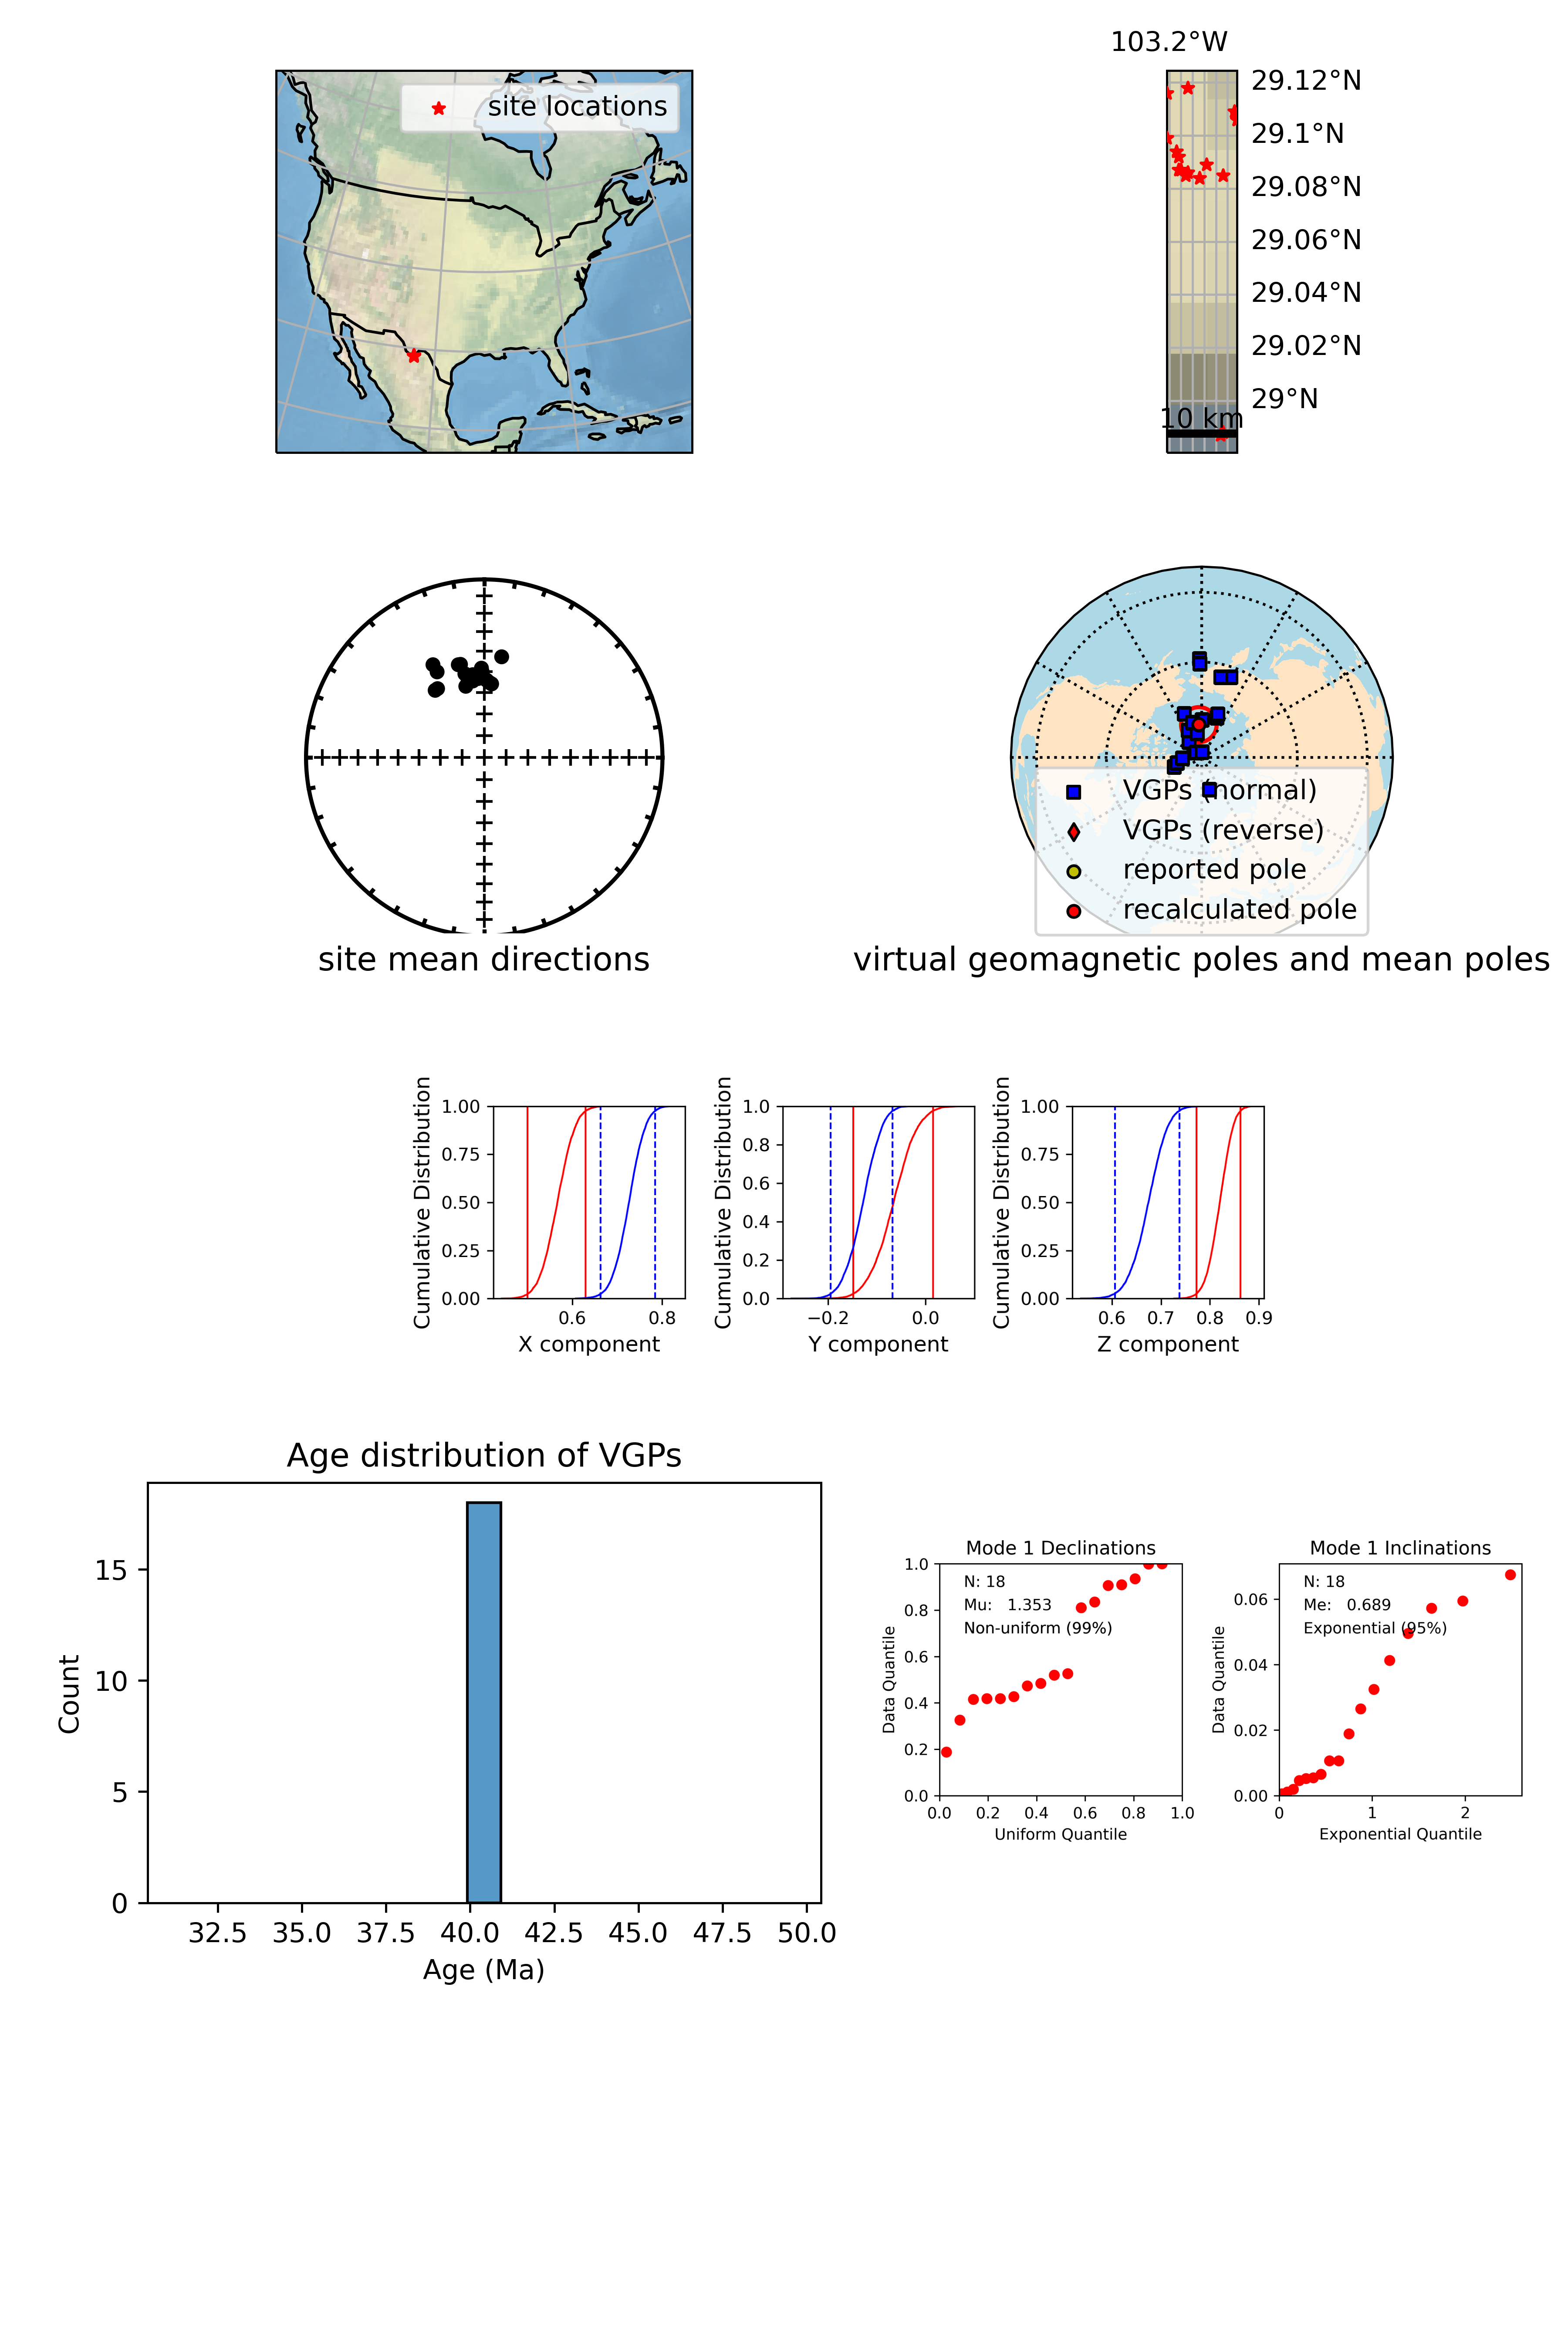 103.2°W
site locations
29.12°N
29.1°N
29.08°N
29.06°N
29.04°N
29.02°N
29°N
10 km
VGPs (normal)
VGPs (reverse)
reported pole
recalculated pole
site mean directions
virtual geomagnetic poles and mean poles
Cumulative Distribution
1.00
0.75
0.50
0.25
0.00
0.6 0.8
X component
Cumulative Distribution
1.0
0.8
0.6
0.4
0.2
0.0
−0.2 0.0
Y component
Cumulative Distribution
1.00
0.75
0.50
0.25
0.00
0.6 0.7 0.8 0.9
Z component
Age distribution of VGPs
Count
15
10
5
0
32.5 35.0 37.5 40.0 42.5 45.0 47.5 50.0
Age (Ma)
Mode 1 Declinations
N: 18
Mu: 1.353
Non-uniform (99%)
Data Quantile
1.0
0.8
0.6
0.4
0.2
0.0
0.0 0.2 0.4 0.6 0.8 1.0
Uniform Quantile
Mode 1 Inclinations
N: 18
Me: 0.689
Exponential (95%)
Data Quantile
0.06
0.04
0.02
0.00
0 1 2
Exponential Quantile